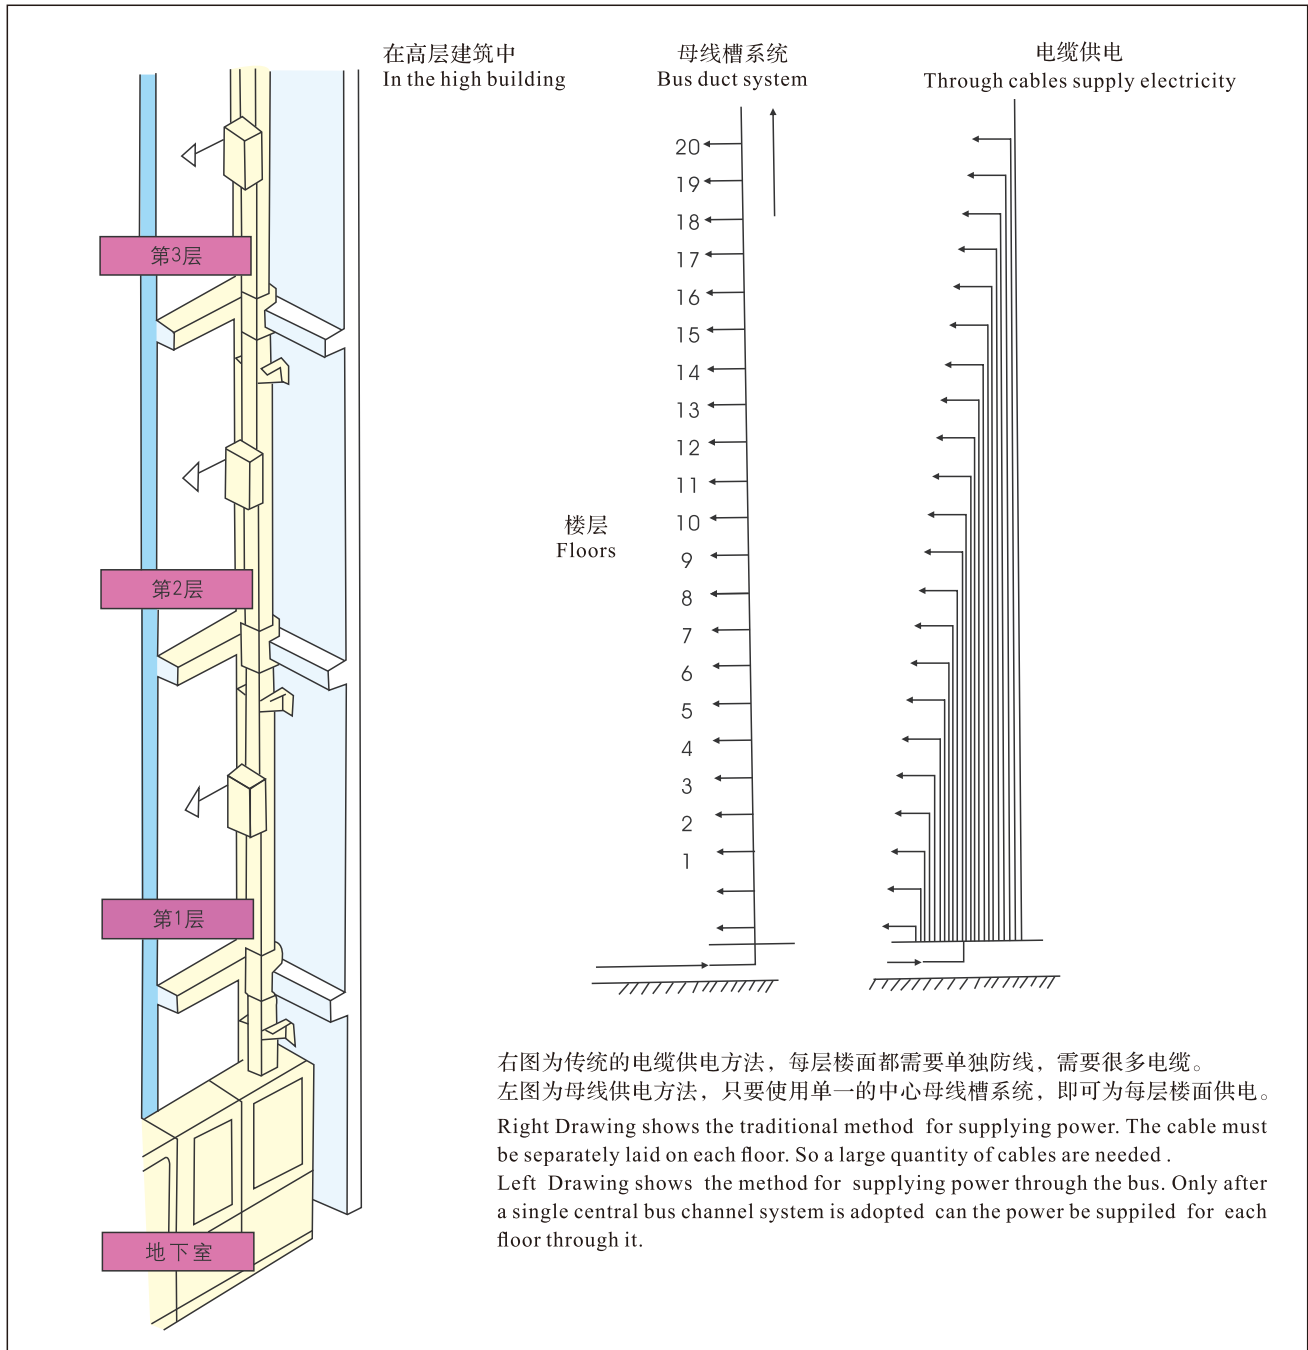 在高层建筑中
In the high building
母线槽系统
Bus duct system
电缆供电
Through cables supply electricity
第3层
第2层
第1层
地下室
楼层
Floors
20
19
18
17
16
15
14
13
12
11
10
9
8
7
6
5
4
3
2
1
右图为传统的电缆供电方法，每层楼面都需要单独防线，需要很多电缆。
左图为母线供电方法，只要使用单一的中心母线槽系统，即可为每层楼面供电。
Right Drawing shows the traditional method for supplying power. The cable must
be separately laid on each floor. So a large quantity of cables are needed .
Left Drawing shows the method for supplying power through the bus. Only after
a single central bus channel system is adopted can the power be suppiled for each
floor through it.